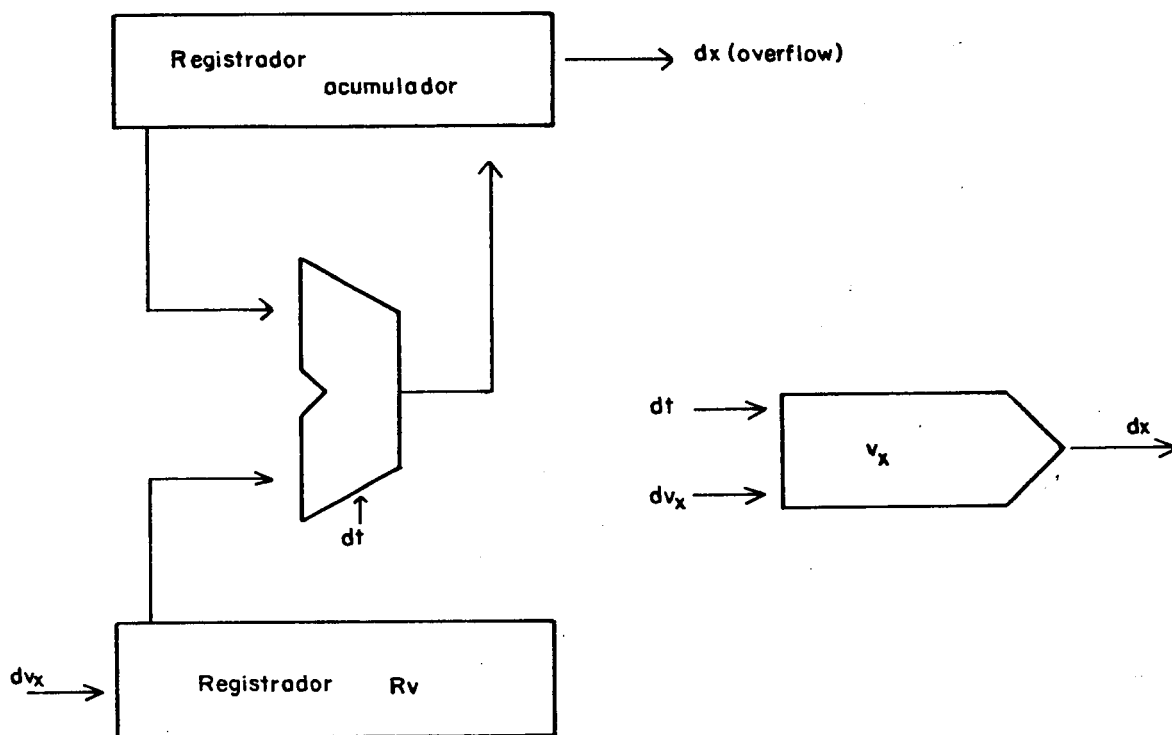 Registrador
acumulador
dx (overflow)
dt
dvx
Registrador Rv
dt
dvx
vx
dx